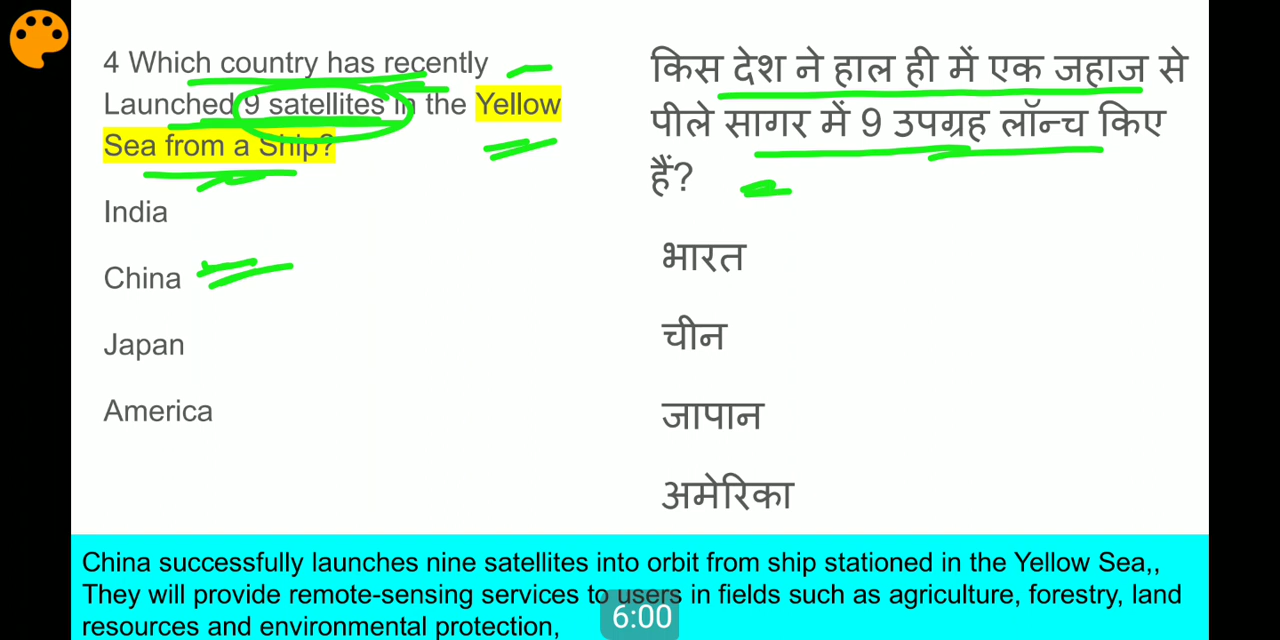 4 Which country has recently
Launched 9 satellites in the Yellow
Sea from a Ship?
India
China
Japan
America
किस देश ने हाल ही में एक जहाज से
पीले सागर में 9 उपग्रह लॉन्च किए
हैं?
भारत
चीन
जापान
अमेरिका
China successfully launches nine satellites into orbit from ship stationed in the Yellow Sea,,
They will provide remote-sensing services to users in fields such as agriculture, forestry, land
resources and environmental protection,
6:00